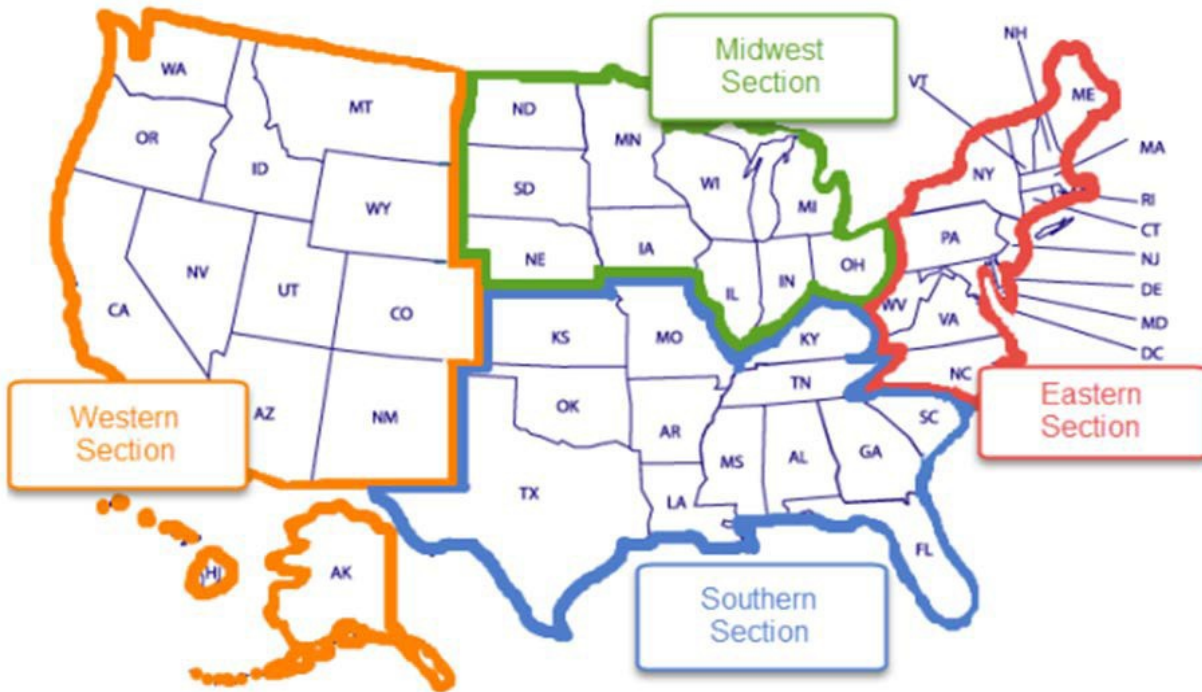 Midwest
Section
NH
WA
VT
ME
MT
ND
OR
MN
MA
ID
NY
WI
SD
MI
RI
WY
CT
PA
IA
NE
NJ
NV
OH
UT
IL
IN
DE
CA
CO
WV
VA
MD
KS
MO
KY
DC
NC
TN
Western
Section
AZ
NM
OK
AR
SC
Eastern
Section
MS
AL
GA
TX
LA
FL
HI
AK
Southern
Section